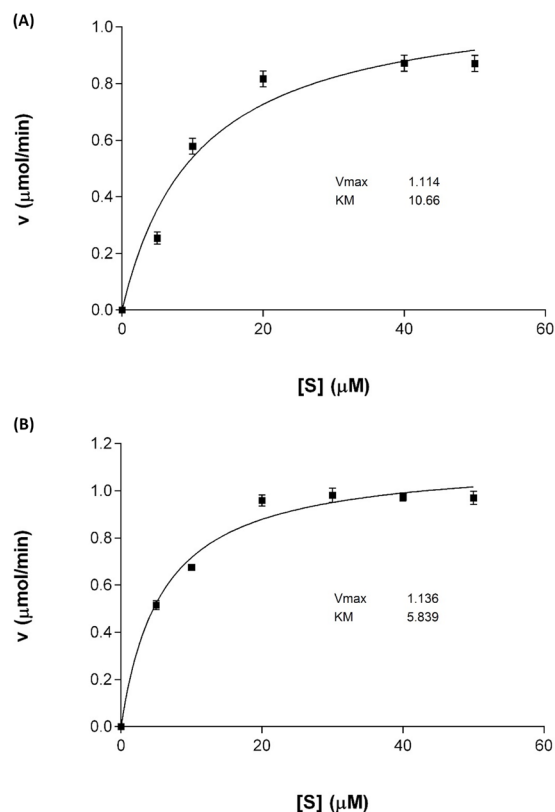 (A)
1.0
0.8
0.6
0.4
0.2
0.0
v (μmol/min)
Vmax 1.114
KM 10.66
0 20 40 60
[S] (μM)
(B)
1.2
1.0
0.8
0.6
0.4
0.2
0.0
v (μmol/min)
Vmax 1.136
KM 5.839
0 20 40 60
[S] (μM)